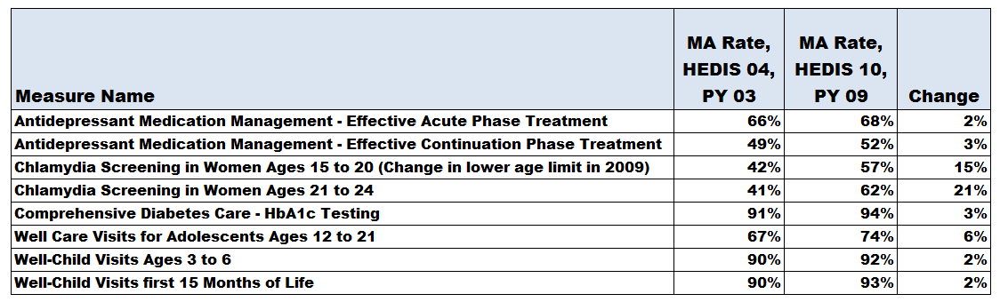 Measure Name MA Rate, HEDIS 04, PY 03 MA Rate, HEDIS 10, PY 09 Change
Antidepressant Medication Management - Effective Acute Phase Treatment 66% 68% 2%
Antidepressant Medication Management - Effective Continuation Phase Treatment 49% 52% 3%
Chlamydia Screening in Women Ages 15 to 20 (Change in lower age limit in 2009) 42% 57% 15%
Chlamydia Screening in Women Ages 21 to 24 41% 62% 21%
Comprehensive Diabetes Care - HbA1c Testing 91% 94% 3%
Well Care Visits for Adolescents Ages 12 to 21 67% 74% 6%
Well-Child Visits Ages 3 to 6 90% 92% 2%
Well-Child Visits first 15 Months of Life 90% 93% 2%